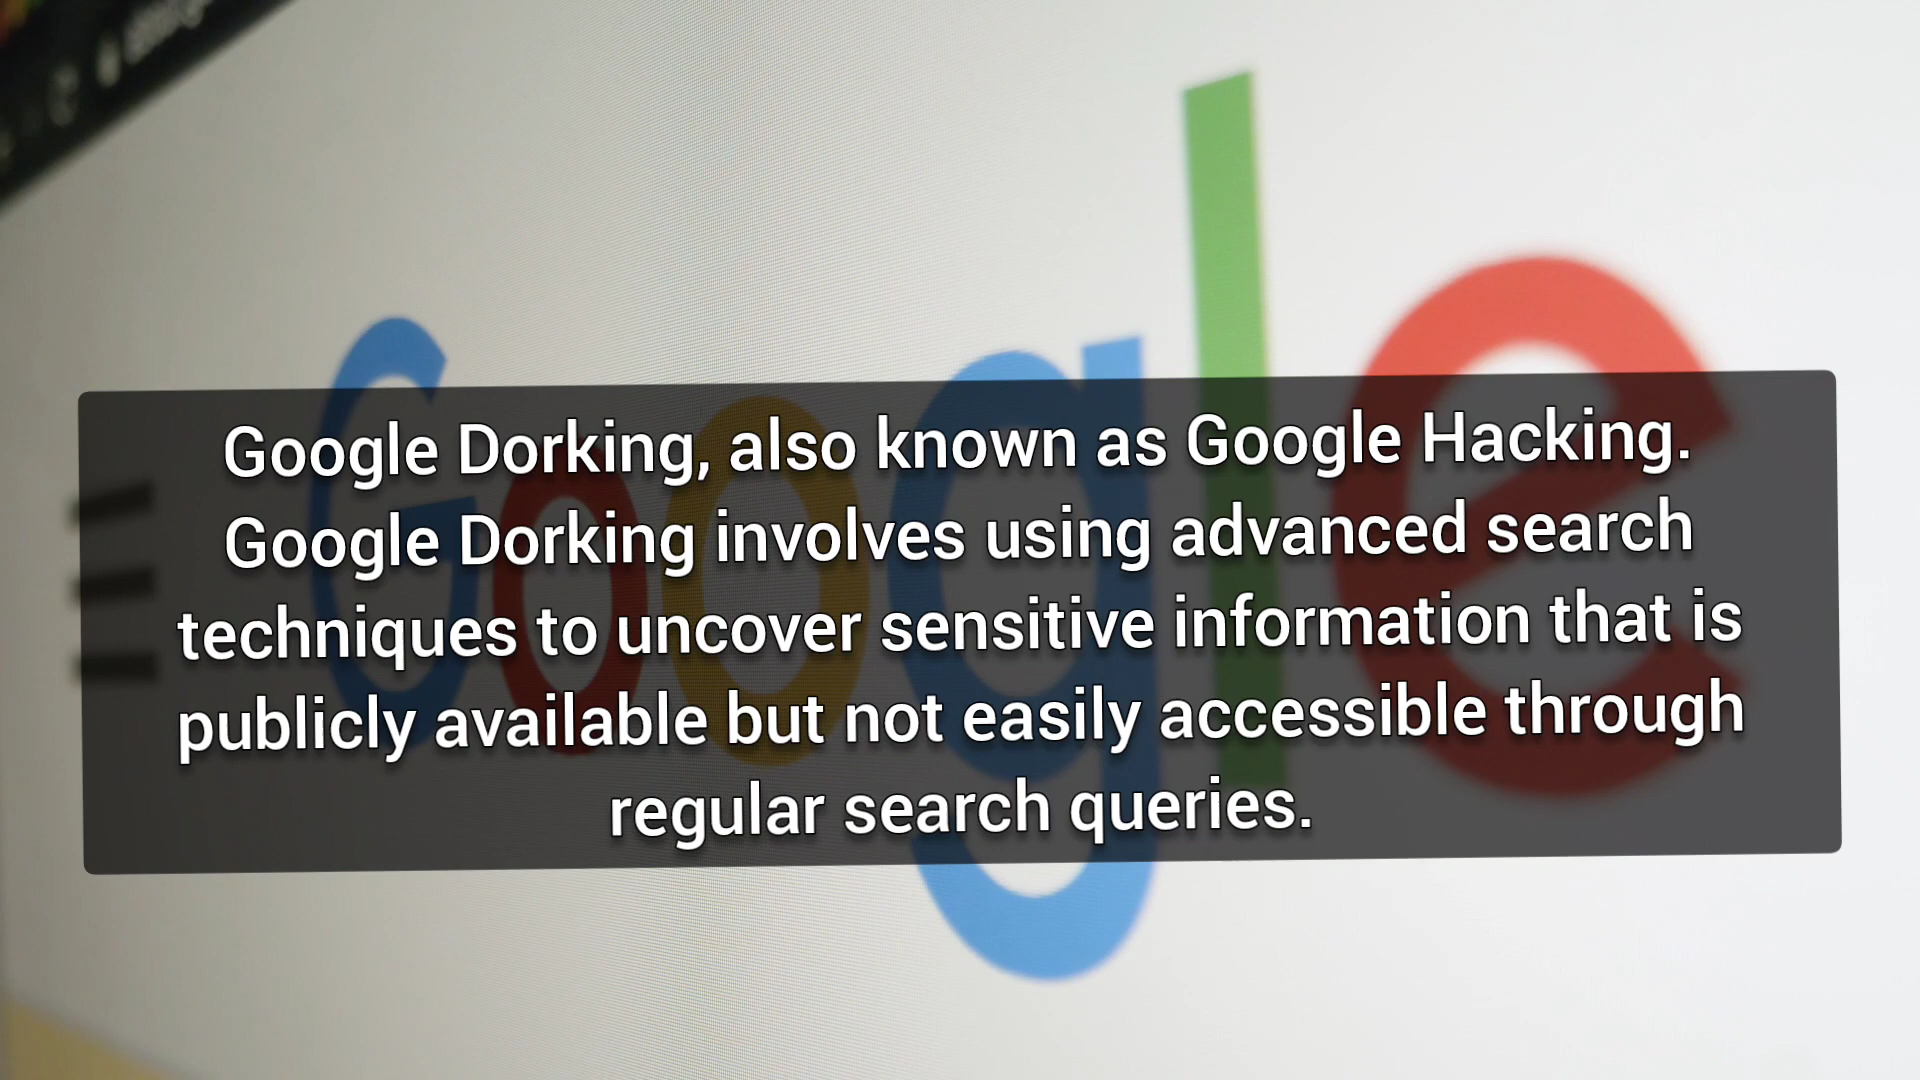 Google
Google Dorking, also known as Google Hacking.
Google Dorking involves using advanced search
techniques to uncover sensitive information that is
publicly available but not easily accessible through
regular search queries.